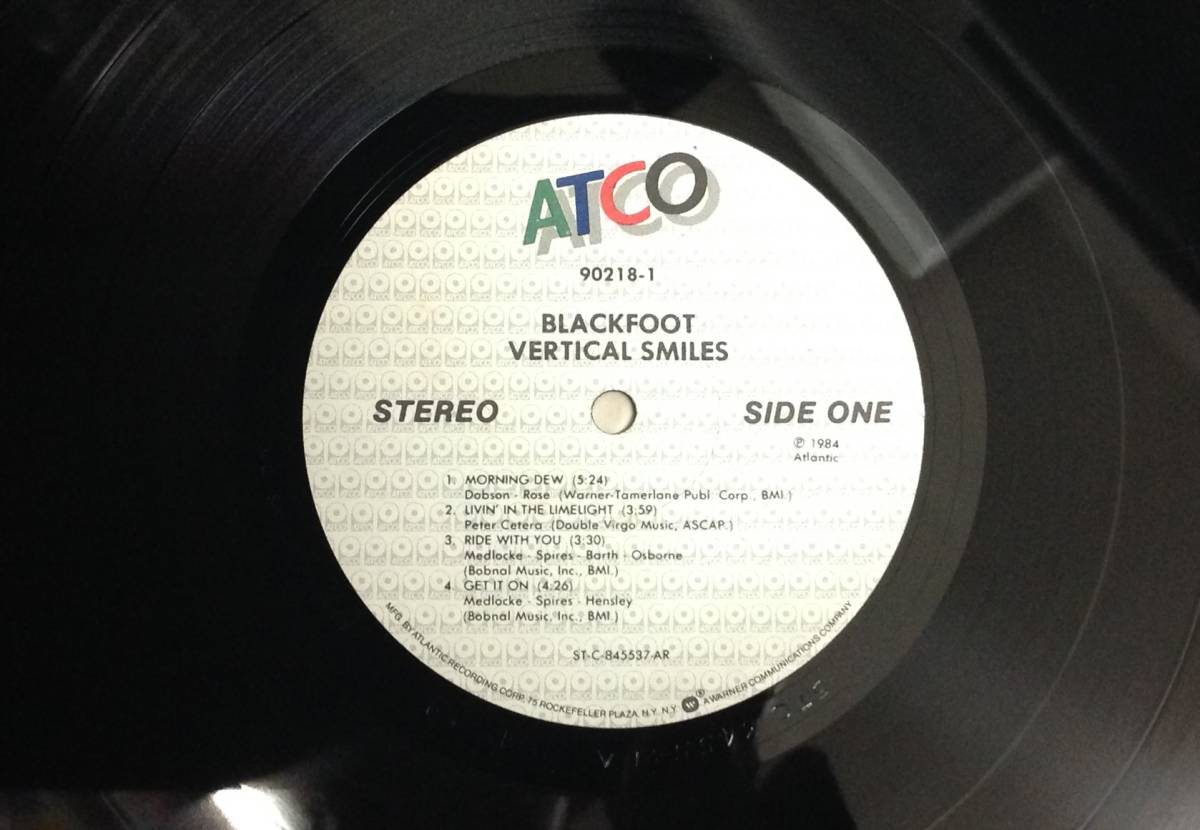 ATCO
90218-1
BLACKFOOT
VERTICAL SMILES
STEREO
SIDE ONE
℗ 1984
Atlantic
1. MORNING DEW (5:24)
Dobson - Rose (Warner-Tamerlane Publ. Corp., BMI.)
2. LIVIN' IN THE LIMELIGHT (3:59)
Peter Cetera (Double Virgo Music, ASCAP.)
3. RIDE WITH YOU (3:30)
Medlocke - Spires - Barth - Osborne
(Bobnal Music, Inc., BMI.)
4. GET IT ON (4:26)
Medlocke - Spires - Hensley
(Bobnal Music, Inc., BMI.)
ST-C-845537-AR
MFG. BY ATLANTIC RECORDING CORP., 75 ROCKEFELLER PLAZA, N.Y., N.Y. W ® A WARNER COMMUNICATIONS COMPANY